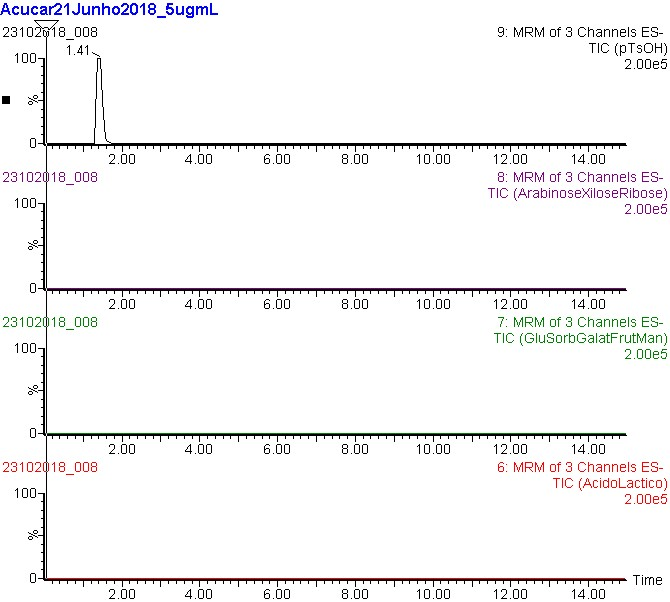 Acucar21Junho2018_5ugmL
23102018_008
9: MRM of 3 Channels ES-
TIC (pTsOH)
2.00e5
1.41
100
%
0
2.00 4.00 6.00 8.00 10.00 12.00 14.00
23102018_008
8: MRM of 3 Channels ES-
TIC (ArabinoseXiloseRibose)
2.00e5
100
%
0
2.00 4.00 6.00 8.00 10.00 12.00 14.00
23102018_008
7: MRM of 3 Channels ES-
TIC (GluSorbGalatFrutMan)
2.00e5
100
%
0
2.00 4.00 6.00 8.00 10.00 12.00 14.00
23102018_008
6: MRM of 3 Channels ES-
TIC (AcidoLactico)
2.00e5
100
%
0
Time
2.00 4.00 6.00 8.00 10.00 12.00 14.00